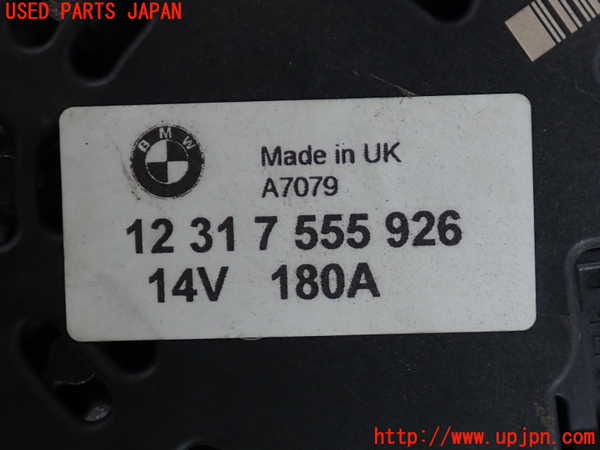 USED PARTS JAPAN
BMW
Made in UK
A7079
12 31 7 555 926
14V 180A
http://www.upjpn.com/